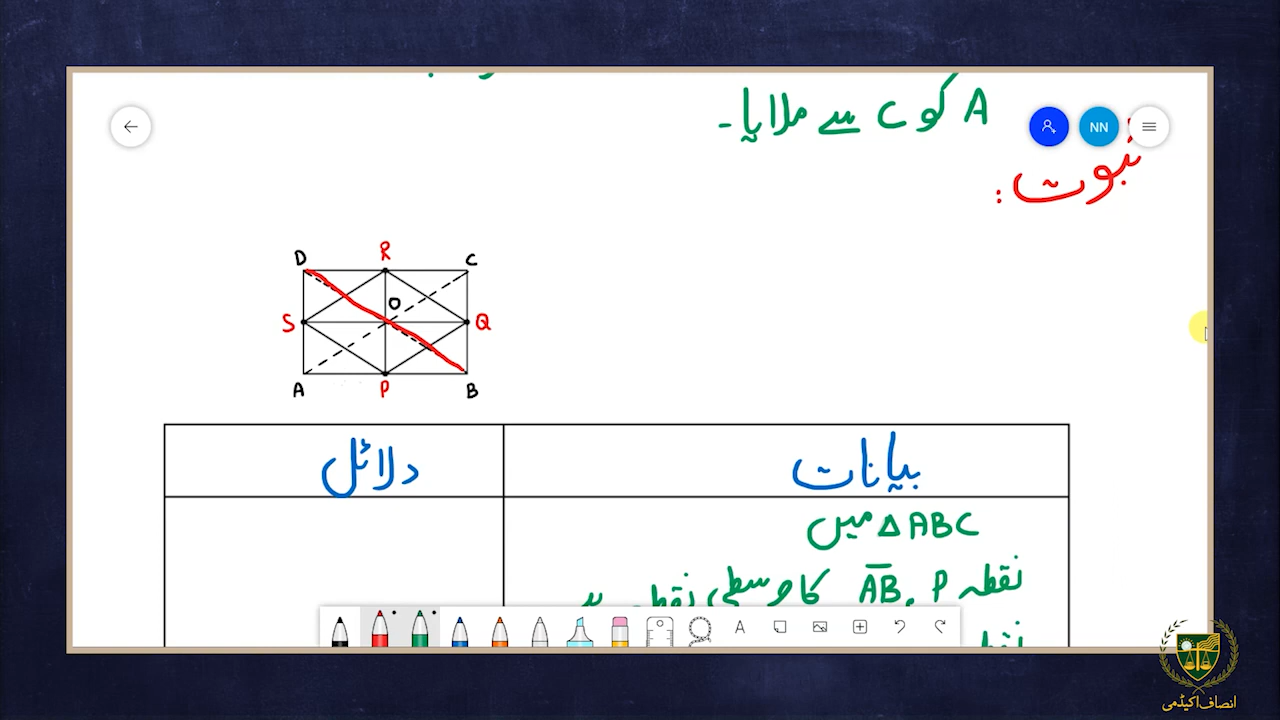 A کو C سے ملایا۔
NN
ثبوت:
D R C
O
S Q
A P B
بیانات دلائل
ΔABC میں
نقطہ P، AB کا وسطی نقطہ ہے
A
انصاف اکیڈمی